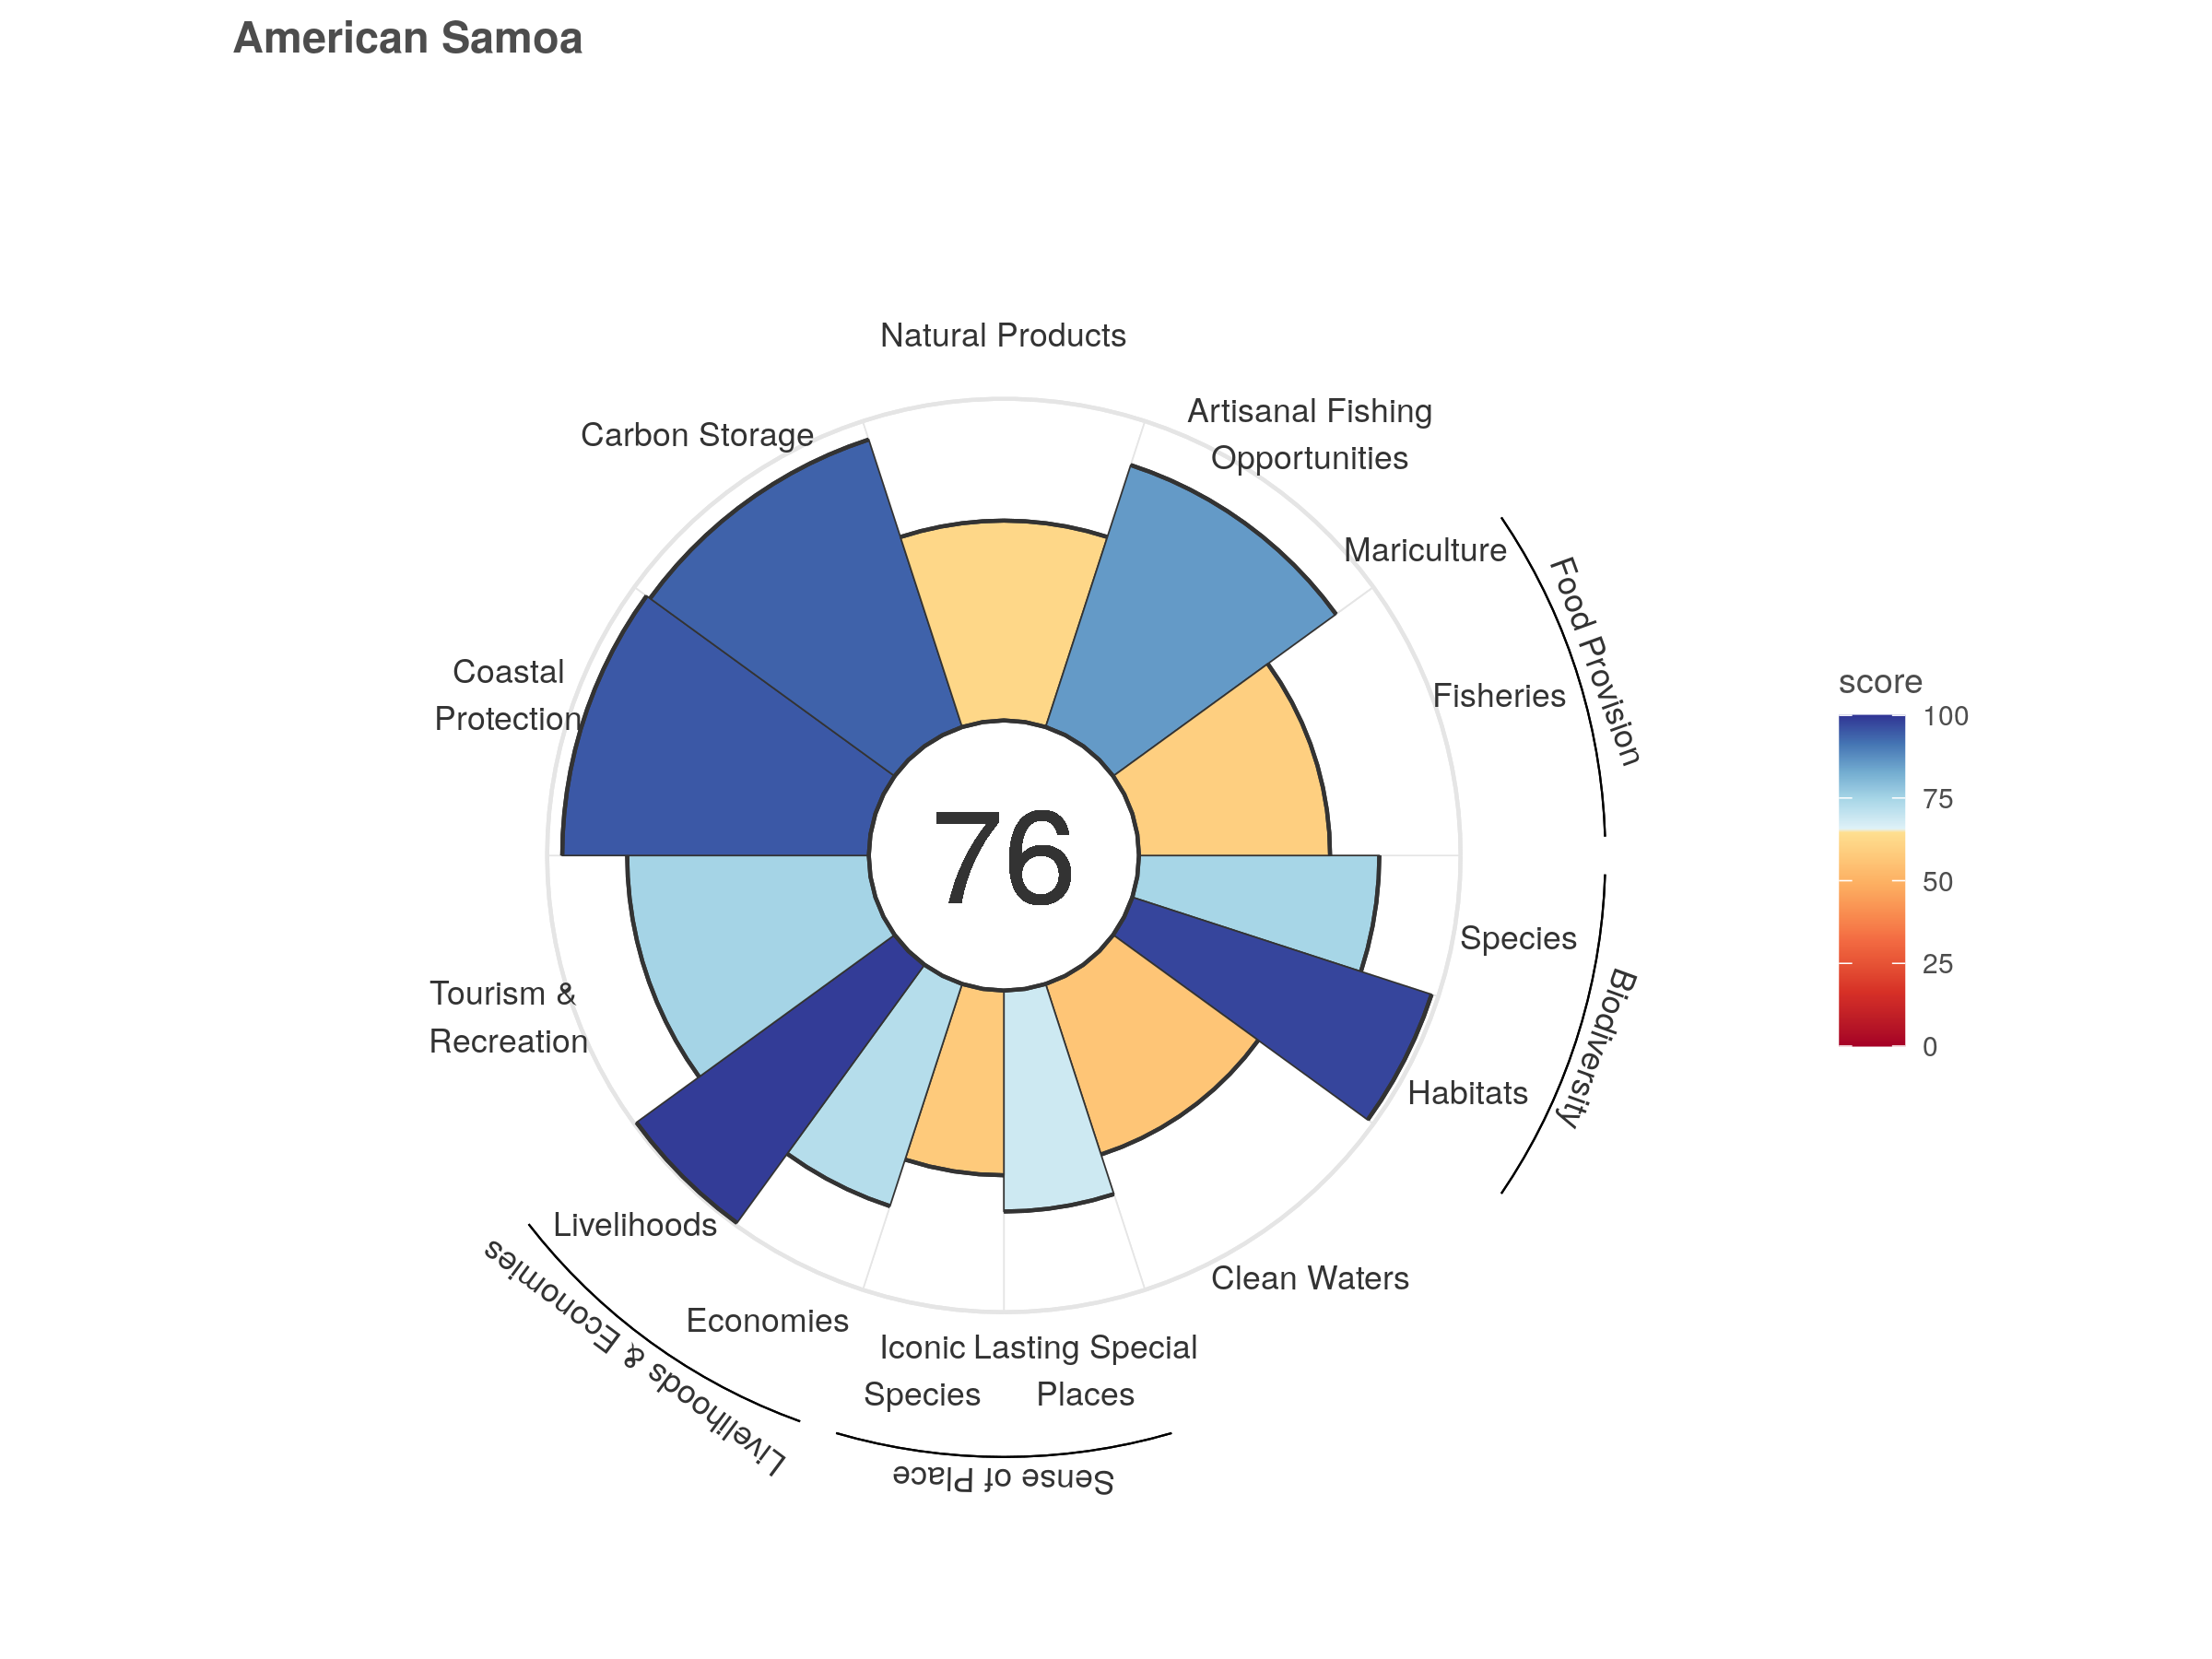 American Samoa
Natural Products
Artisanal Fishing
Opportunities
Carbon Storage
Mariculture
Food Provision
Coastal
Protection
Fisheries
score
100
75
50
25
0
76
Species
Biodiversity
Tourism &
Recreation
Habitats
Livelihoods
Clean Waters
Economies
Livelihoods & Economies
Iconic
Species
Lasting Special
Places
Sense of Place